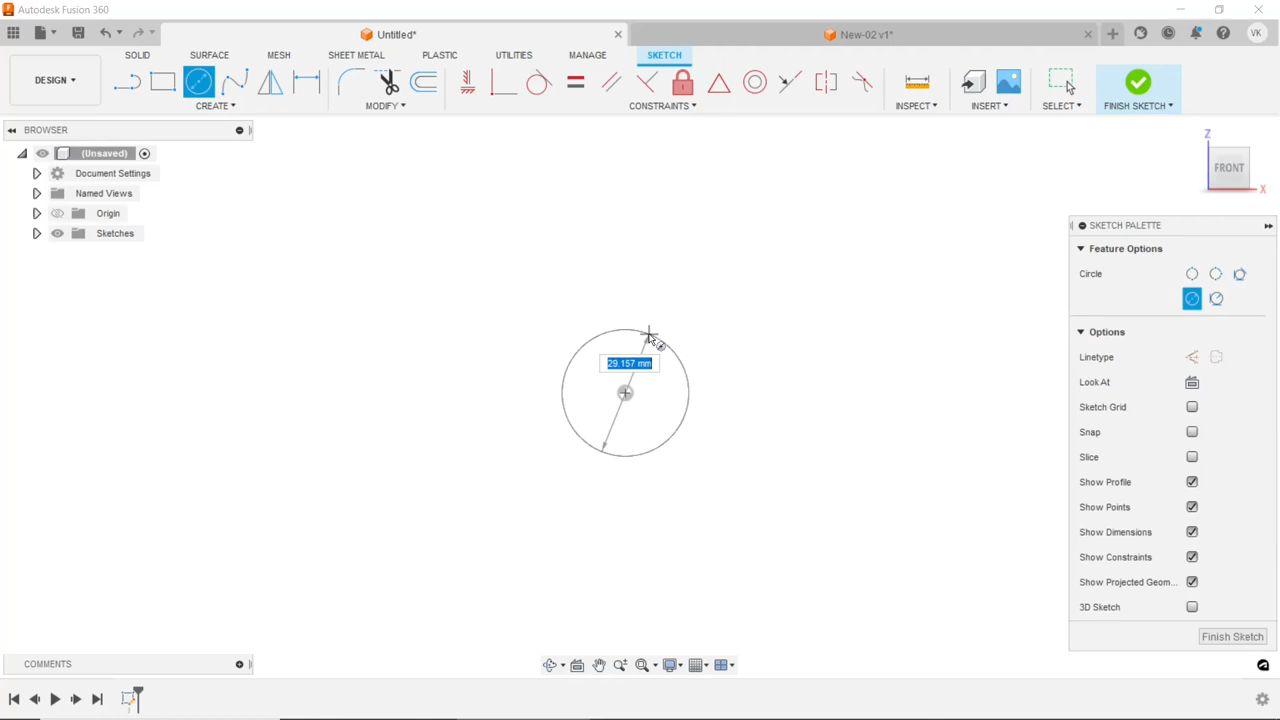 Autodesk Fusion 360
Untitled*
New-02 v1*
VK
DESIGN
SOLID
SURFACE
MESH
SHEET METAL
PLASTIC
UTILITIES
MANAGE
SKETCH
CREATE
MODIFY
CONSTRAINTS
INSPECT
INSERT
SELECT
FINISH SKETCH
BROWSER
(Unsaved)
Document Settings
Named Views
Origin
Sketches
Z
FRONT
X
SKETCH PALETTE
Feature Options
Circle
Options
Linetype
Look At
Sketch Grid
Snap
Slice
Show Profile
Show Points
Show Dimensions
Show Constraints
Show Projected Geom...
3D Sketch
Finish Sketch
29.157 mm
COMMENTS